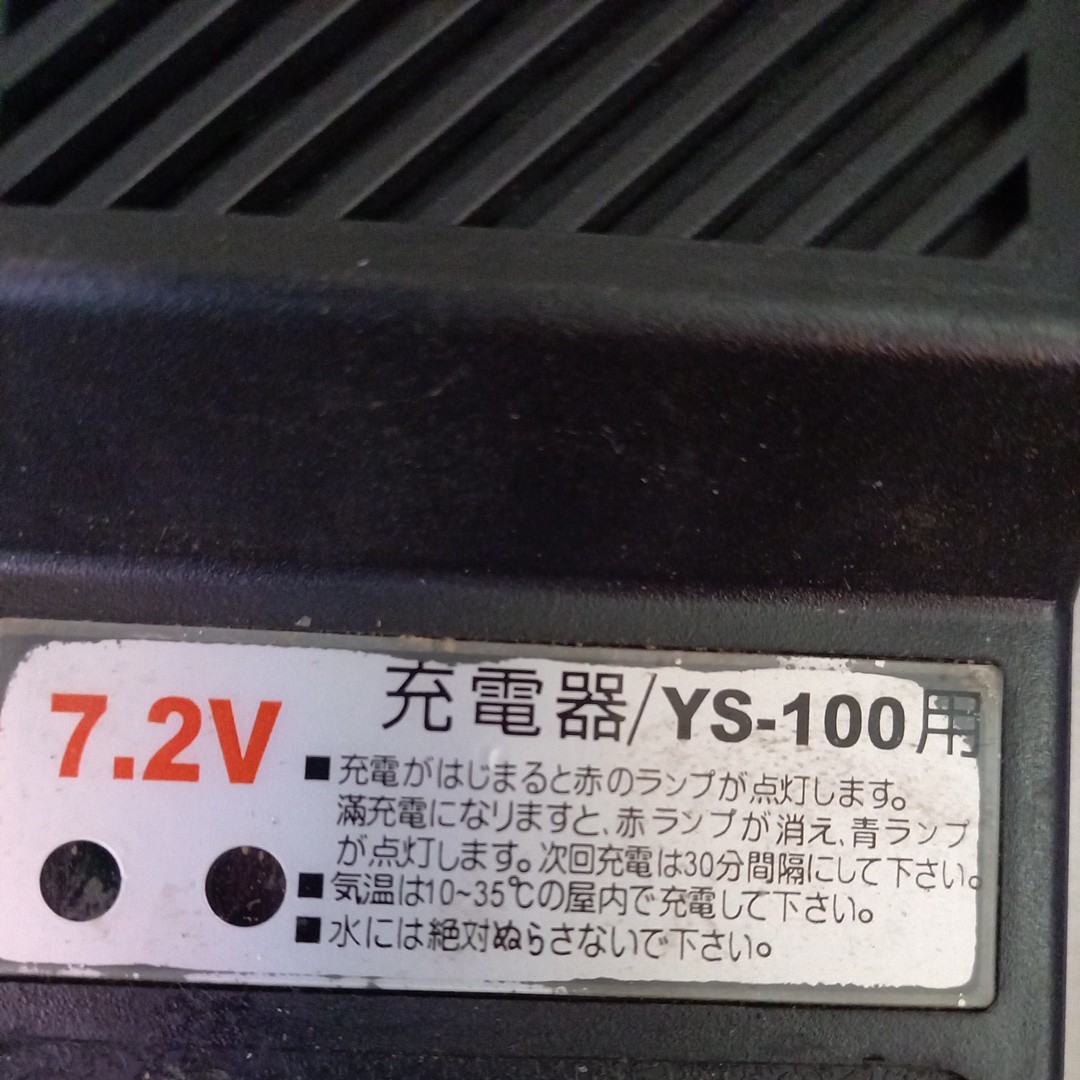 7.2V
充電器/YS-100用
■充電がはじまると赤のランプが点灯します。
滿充電になりますと、赤ランプが消え、青ランプ
が点灯します。次回充電は30分間隔にして下さい。
■気温は10~35℃の屋内で充電して下さい。
■水には絶対ぬらさないで下さい。